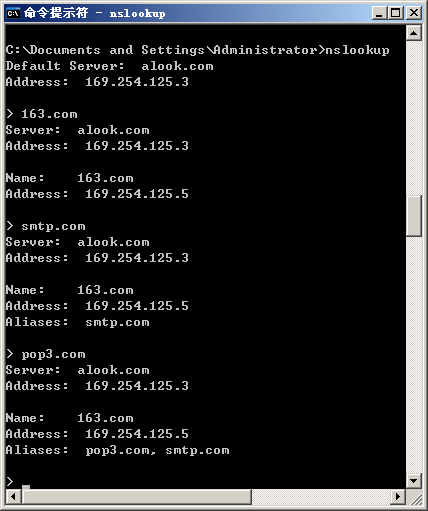 命令提示符 - nslookup
C:\Documents and Settings\Administrator>nslookup
Default Server:  alook.com
Address:  169.254.125.3
> 163.com
Server:  alook.com
Address:  169.254.125.3
Name:    163.com
Address:  169.254.125.5
> smtp.com
Server:  alook.com
Address:  169.254.125.3
Name:    163.com
Address:  169.254.125.5
Aliases:  smtp.com
> pop3.com
Server:  alook.com
Address:  169.254.125.3
Name:    163.com
Address:  169.254.125.5
Aliases:  pop3.com, smtp.com
>